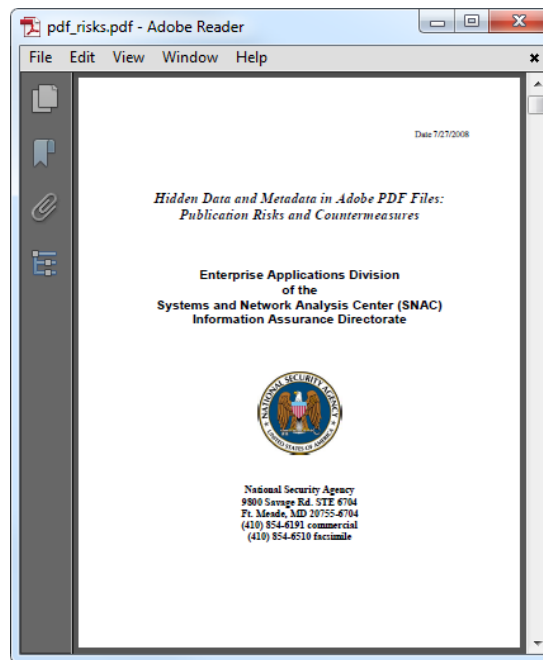 pdf_risks.pdf - Adobe Reader
File Edit View Window Help
Date 7/27/2008
Hidden Data and Metadata in Adobe PDF Files:
Publication Risks and Countermeasures
Enterprise Applications Division
of the
Systems and Network Analysis Center (SNAC)
Information Assurance Directorate
NATIONAL SECURITY AGENCY
UNITED STATES OF AMERICA
National Security Agency
9800 Savage Rd. STE 6704
Ft. Meade, MD 20755-6704
(410) 854-6191 commercial
(410) 854-6510 facsimile